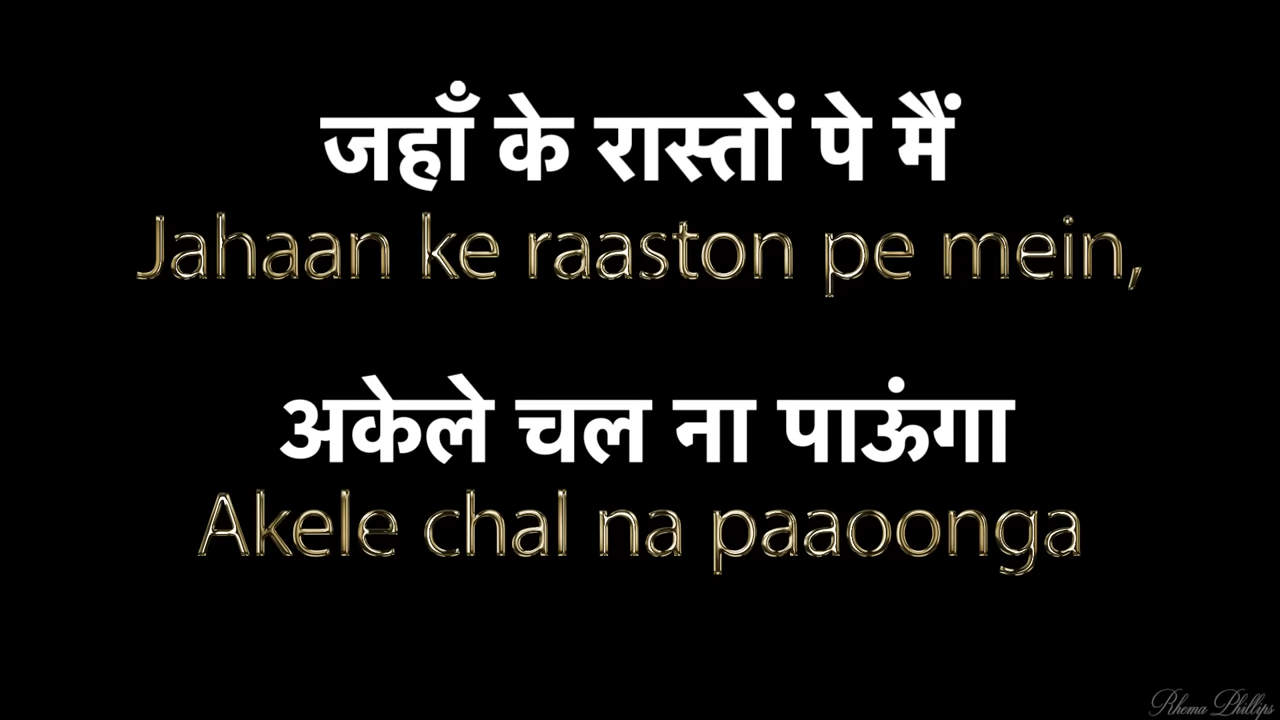 जहाँ के रास्तों पे मैं
Jahaan ke raaston pe mein,
अकेले चल ना पाऊंगा
Akele chal na paaoonga
Rhema Phillips